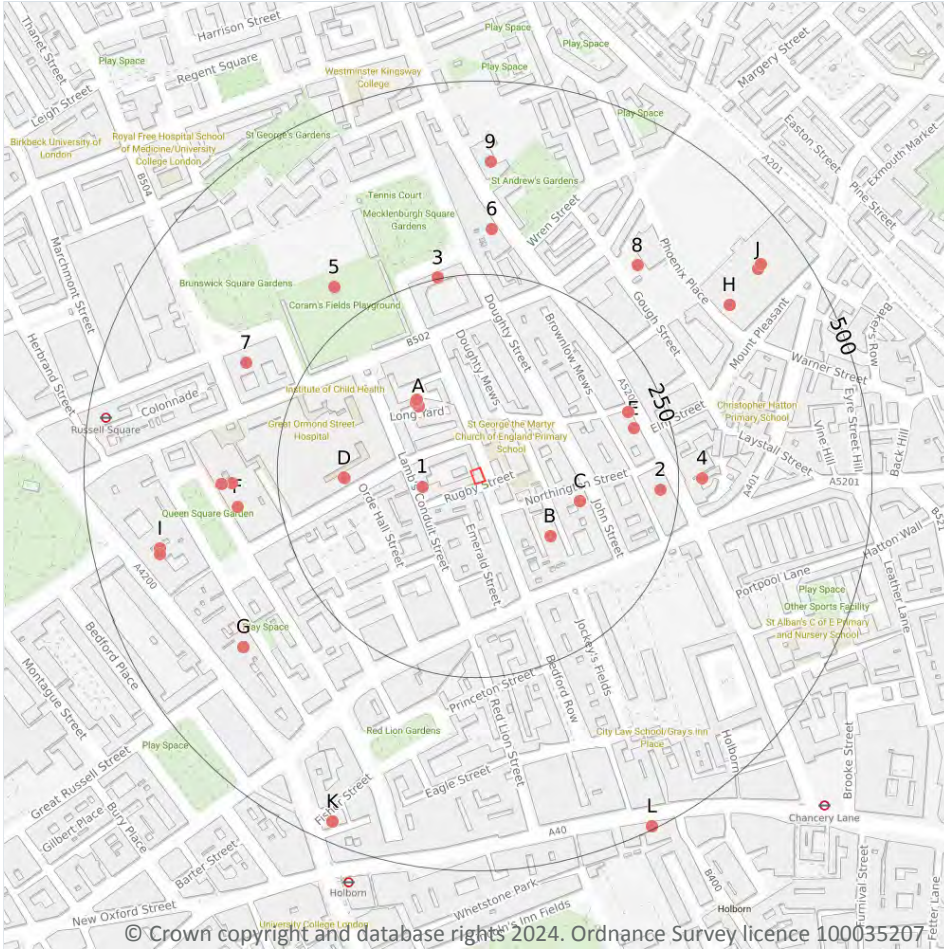 Thanet Street
Harrison Street
Play Space
Regent Square
Leigh Street
Westminster Kingsway
College
Play Space
Play Space
Play Space
Margery Street
Birkbeck University of
London
Royal Free Hospital School
of Medicine/University
College London
St George's Gardens
B504
Play Space
Easton Street
Exmouth Market
A201
Pine Street
9
St Andrew's Gardens
Wren Street
Tennis Court
Mecklenburgh Square
Gardens
6
Marchmont Street
8
Phoenix Place
J
3
5
H
Brunswick Square Gardens
Coram's Fields Playground
Gough Street
Mount Pleasant
500
Baker's Row
Herbrand Street
7
B502
Doughty Street
Doughty Mews
Brownlow Mews
Warner Street
Colonnade
Russell Square
Institute of Child Health
A
Long Yard
250
Christopher Hatton
Primary School
Eyre Street Hill
Vine Hill
Back Hill
Great Ormond Street
Hospital
St George the Martyr
Church of England Primary
School
Laystall Street
D
1
Lamb's Conduit Street
Rugby Street
Northington Street
2
4
A401
A5201
B521
F
Queen Square Garden
Orde Hall Street
C
B
John Street
Emerald Street
Hatton Wall
I
A4200
Portpool Lane
Leather Lane
Play Space
Other Sports Facility
St Alban's C of E Primary
and Nursery School
Bedford Place
G
Jockey's Fields
Montague Street
Princeton Street
Bedford Row
Red Lion Street
Red Lion Gardens
City Law School/Gray's Inn
Place
Holborn
Brooke Street
Play Space
Great Russell Street
Eagle Street
Fisher Street
K
Gilbert Place
Bury Place
L
Chancery Lane
A40
Barter Street
Holborn
B400
Whetstone Park
New Oxford Street
Holborn
Furnival Street
Fetter Lane
University College London
© Crown copyright and database rights 2024. Ordnance Survey licence 100035207